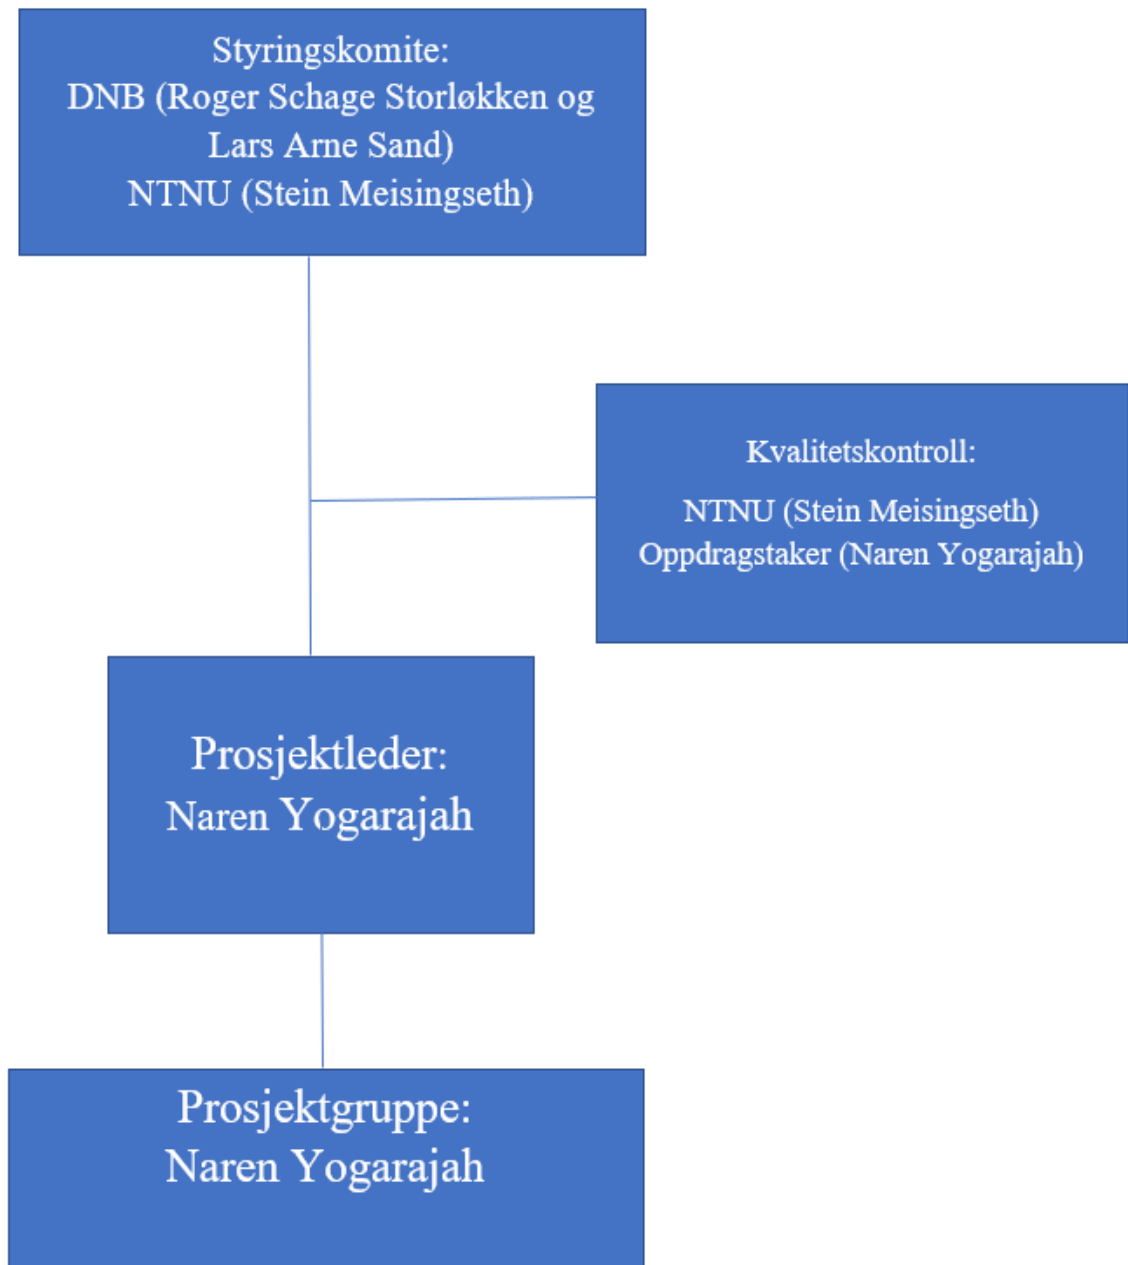 Styringskomite:
DNB (Roger Schage Storløkken og
Lars Arne Sand)
NTNU (Stein Meisingseth)
Kvalitetskontroll:
NTNU (Stein Meisingseth)
Oppdragstaker (Naren Yogarajah)
Prosjektleder:
Naren Yogarajah
Prosjektgruppe:
Naren Yogarajah